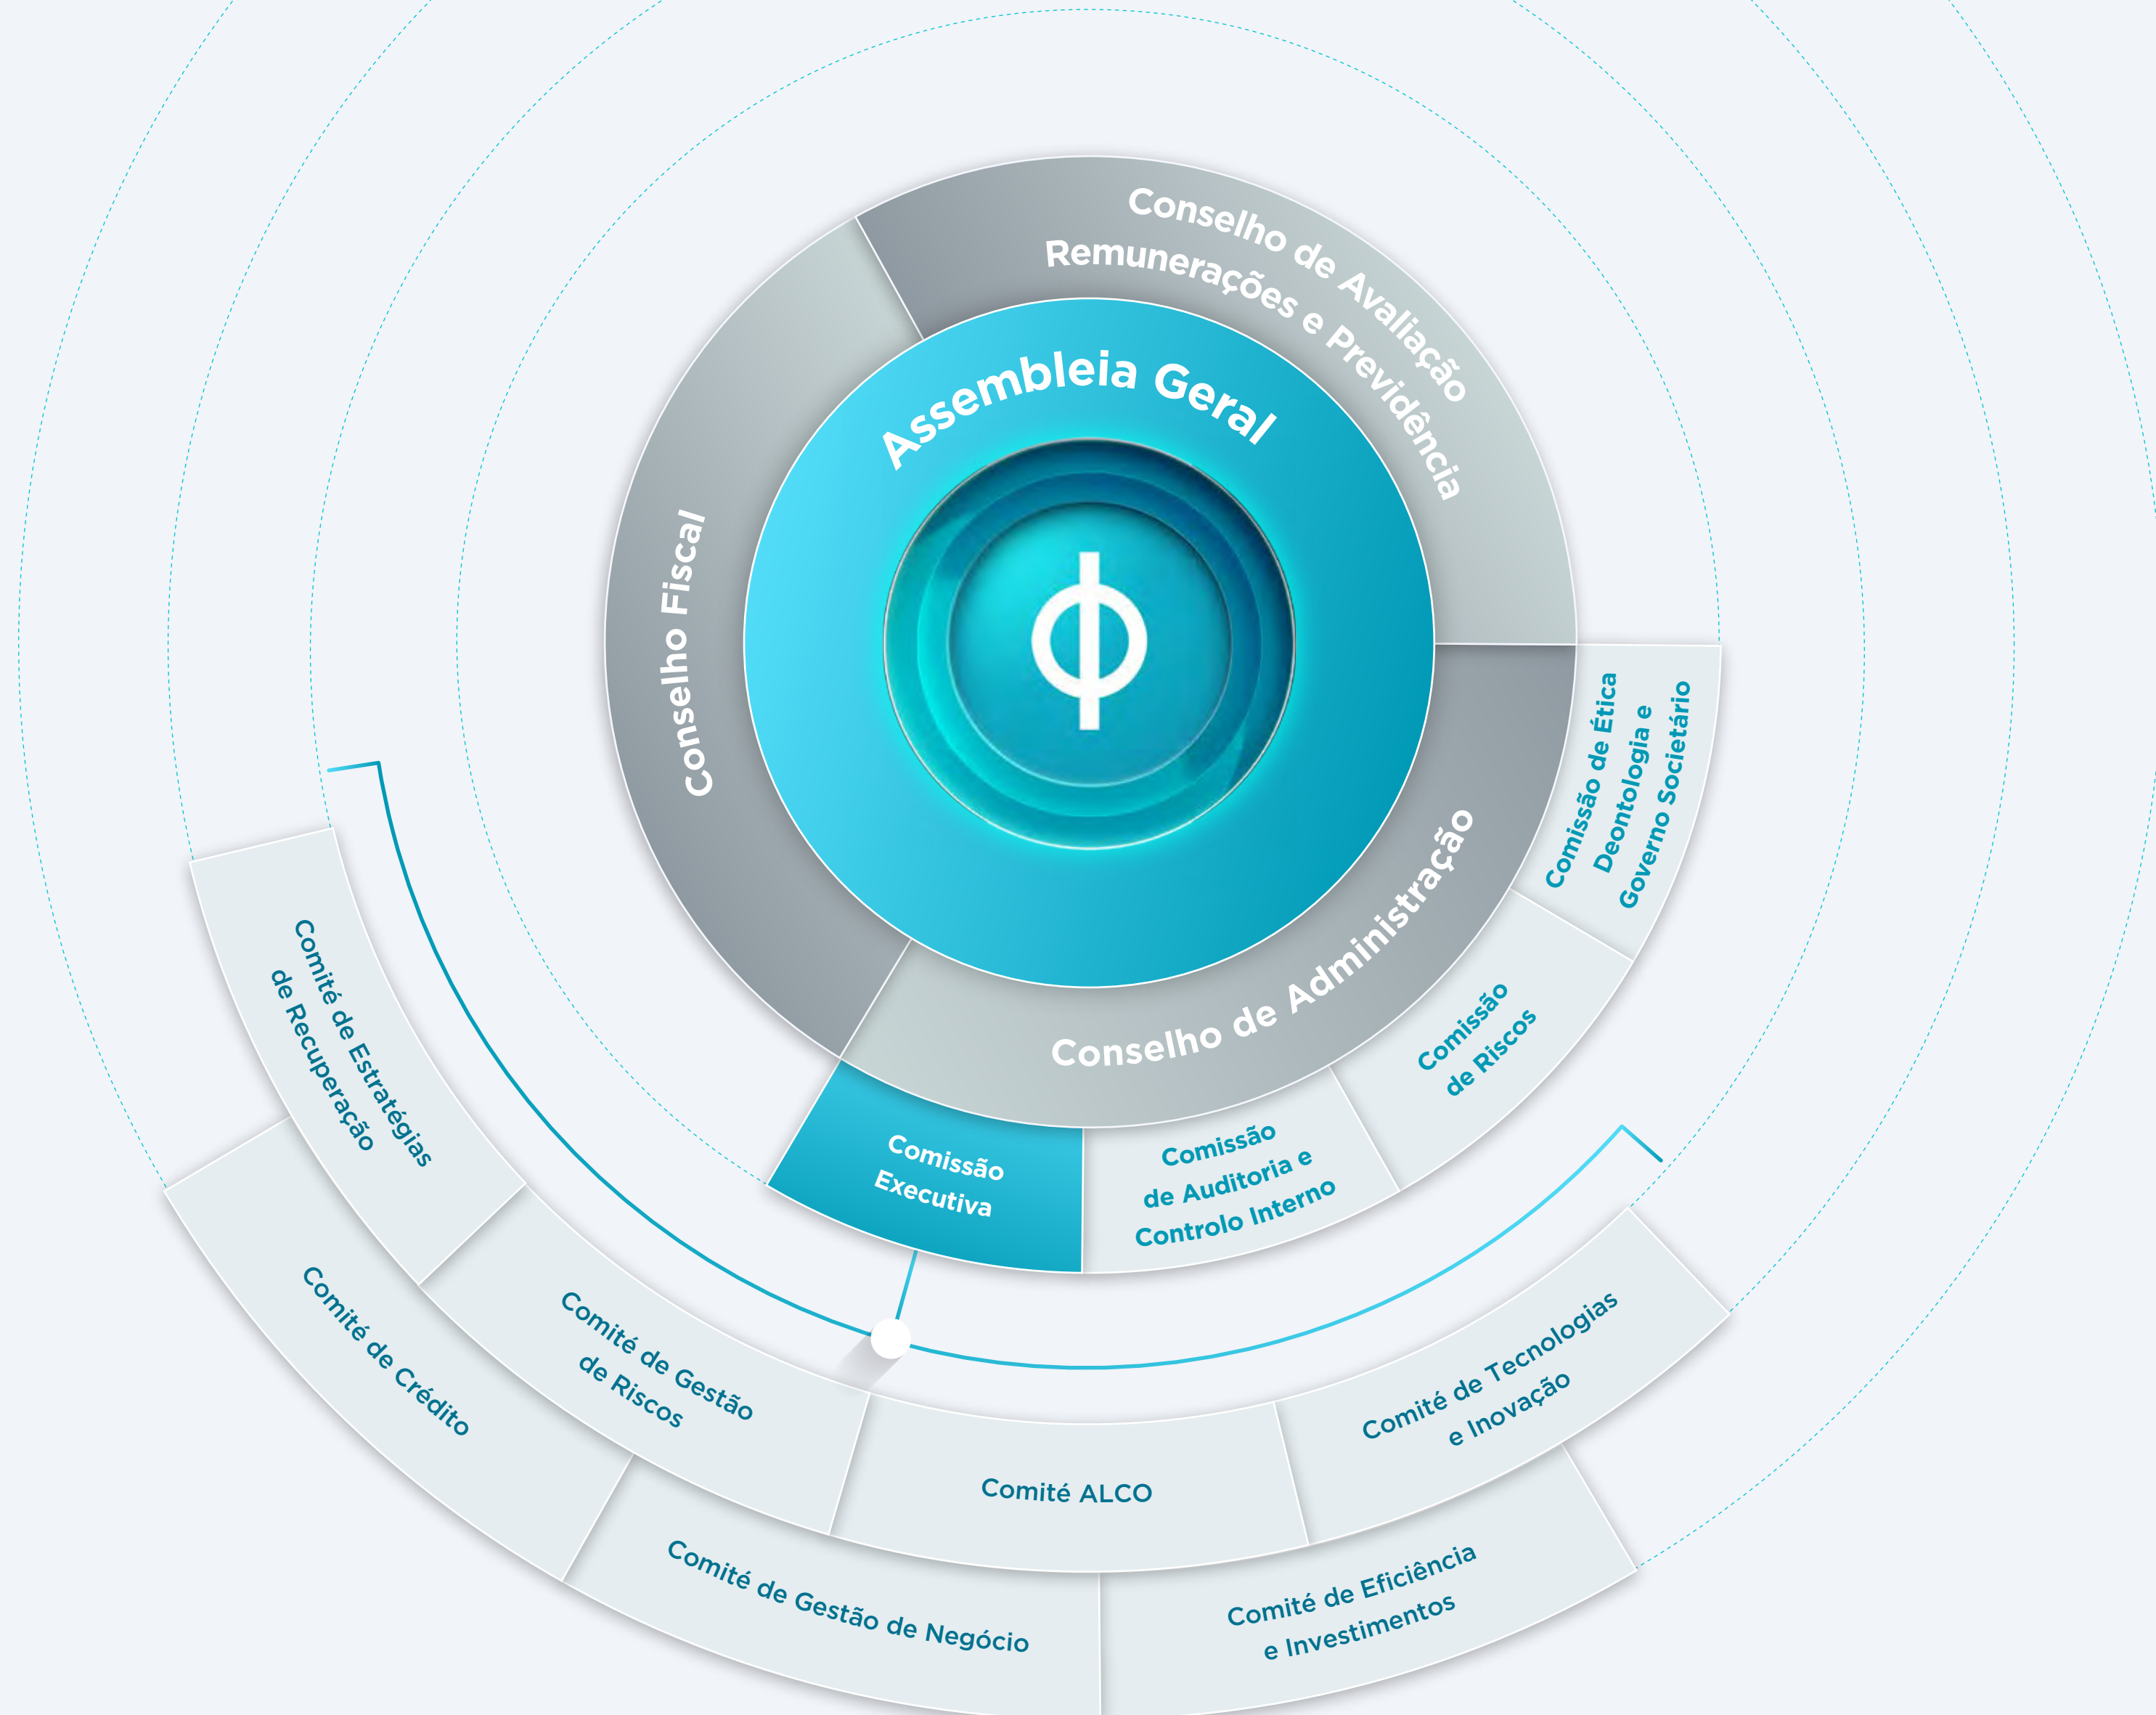 Conselho de Avaliação
Remunerações e Previdência
Assembleia Geral
Conselho Fiscal
Conselho de Administração
Comissão de Ética
Deontologia e
Governo Societário
Comissão
de Riscos
Comissão
de Auditoria e
Controlo Interno
Comissão
Executiva
Comité de Estratégias
de Recuperação
Comité de Gestão
de Riscos
Comité ALCO
Comité de Tecnologias
e Inovação
Comité de Crédito
Comité de Gestão de Negócio
Comité de Eficiência
e Investimentos